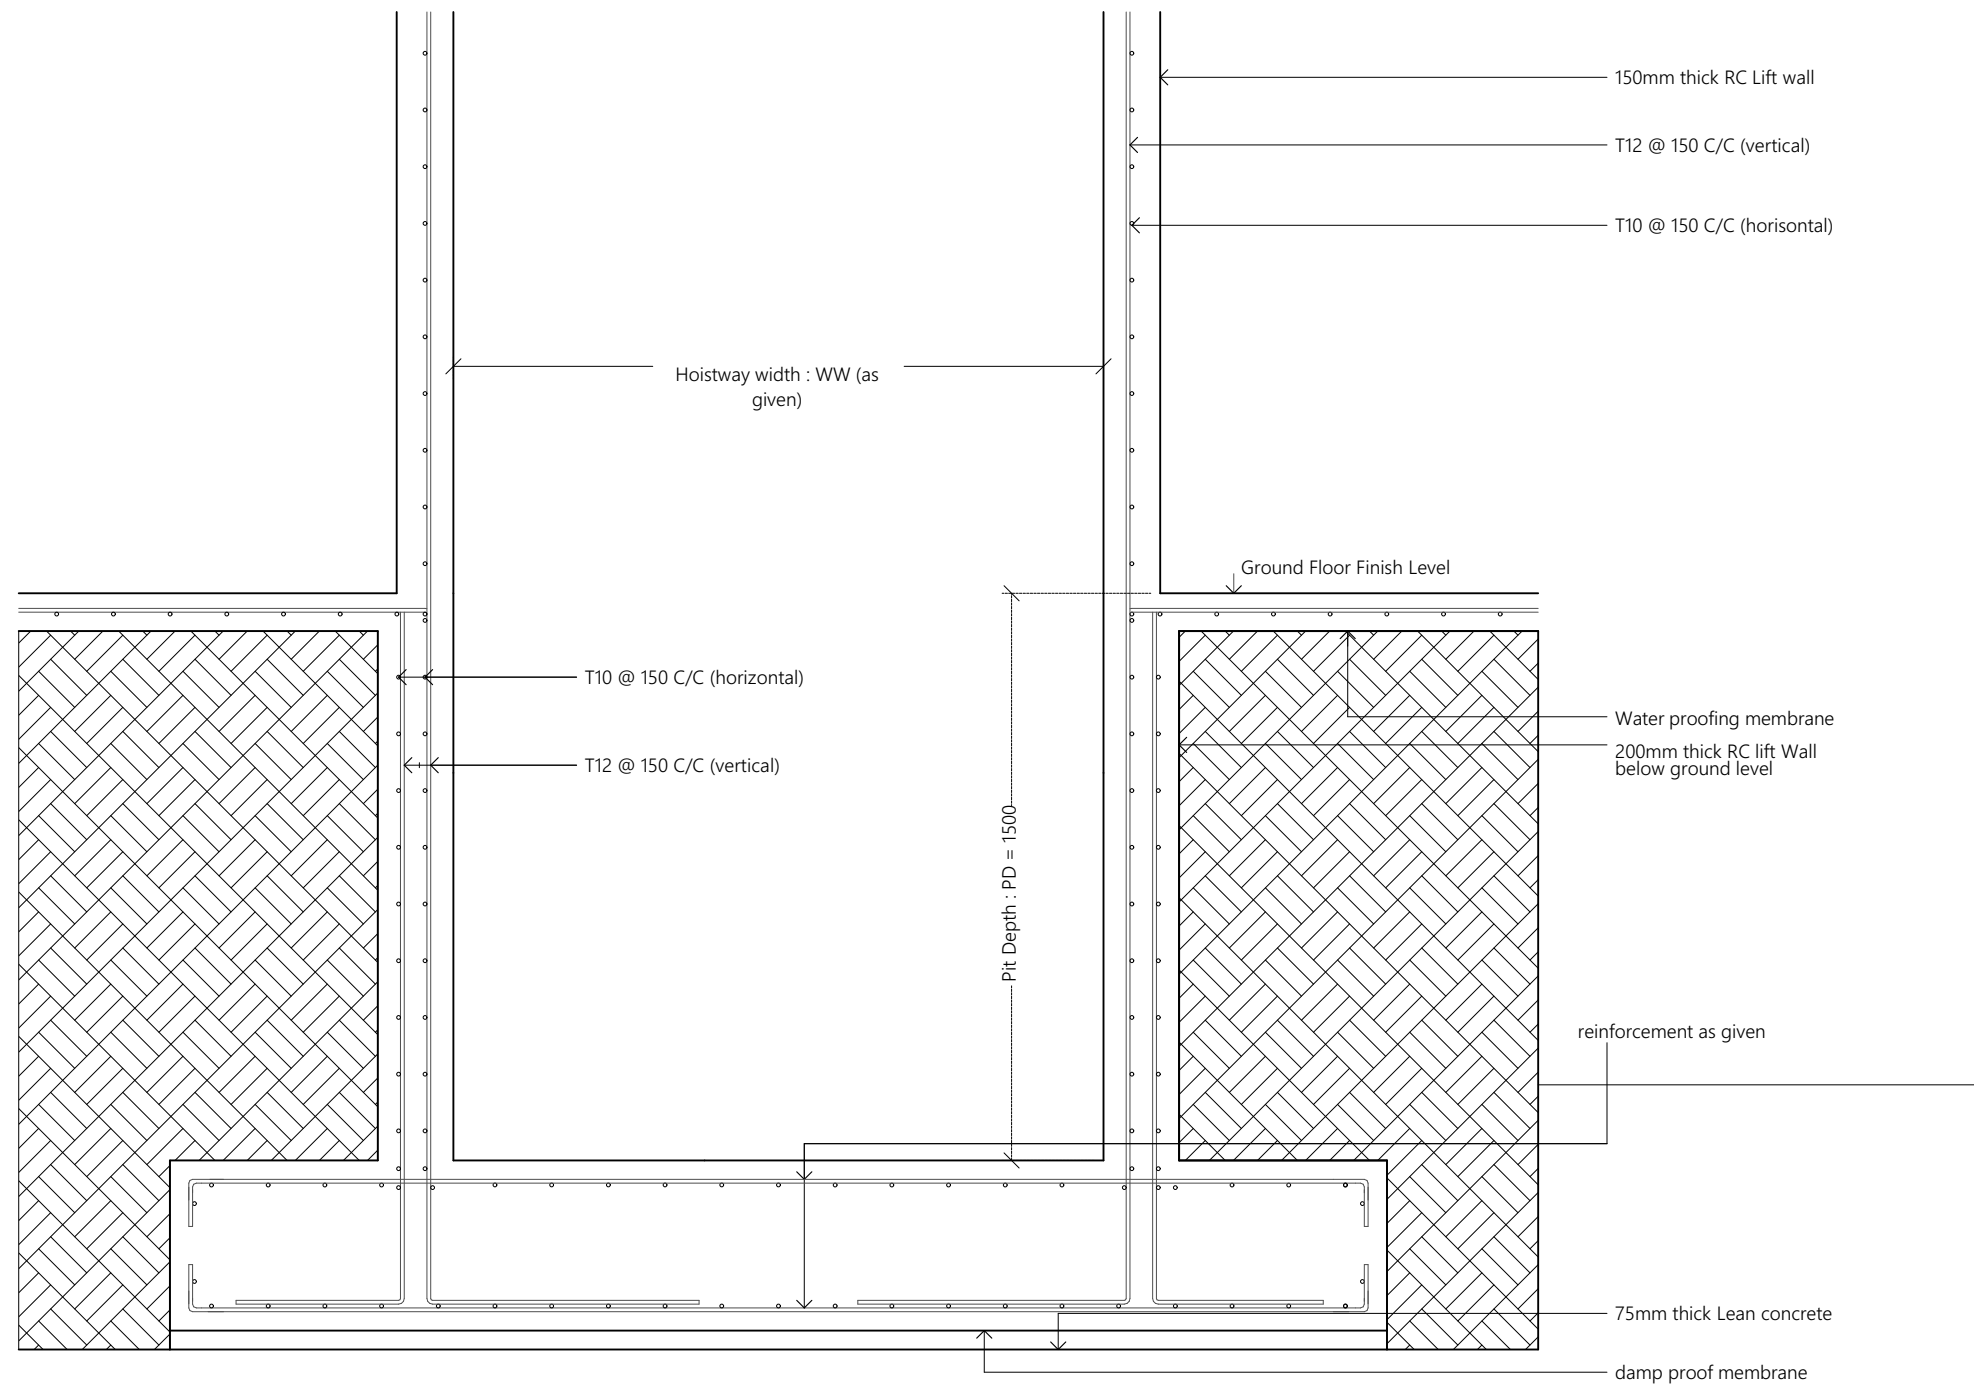 150mm thick RC Lift wall
T12 @ 150 C/C (vertical)
T10 @ 150 C/C (horisontal)
Hoistway width : WW (as
given)
Ground Floor Finish Level
T10 @ 150 C/C (horizontal)
Water proofing membrane
200mm thick RC lift Wall
below ground level
T12 @ 150 C/C (vertical)
Pit Depth : PD = 1500
reinforcement as given
75mm thick Lean concrete
damp proof membrane